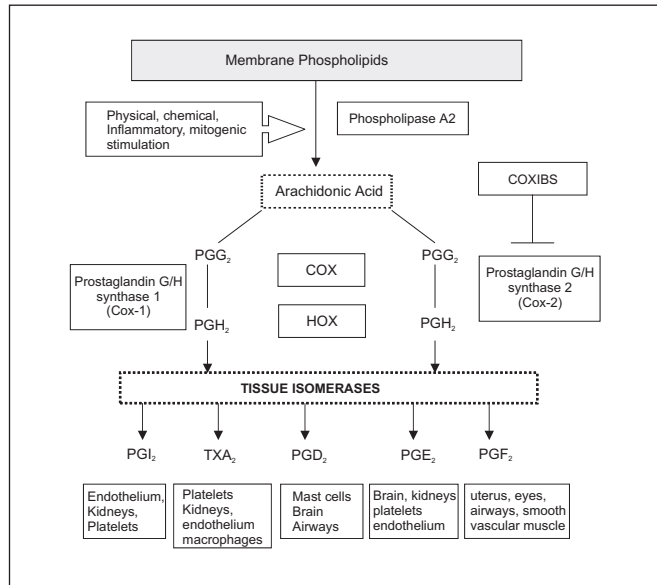 Membrane Phospholipids
Physical, chemical,
Inflammatory, mitogenic
stimulation
Phospholipase A2
Arachidonic Acid
COXIBS
PGG₂
PGG₂
COX
Prostaglandin G/H
synthase 1
(Cox-1)
Prostaglandin G/H
synthase 2
(Cox-2)
HOX
PGH₂
PGH₂
TISSUE ISOMERASES
PGI₂
TXA₂
PGD₂
PGE₂
PGF₂
Endothelium,
Kidneys,
Platelets
Platelets
Kidneys,
endothelium
macrophages
Mast cells
Brain
Airways
Brain, kidneys
platelets
endothelium
uterus, eyes,
airways, smooth
vascular muscle